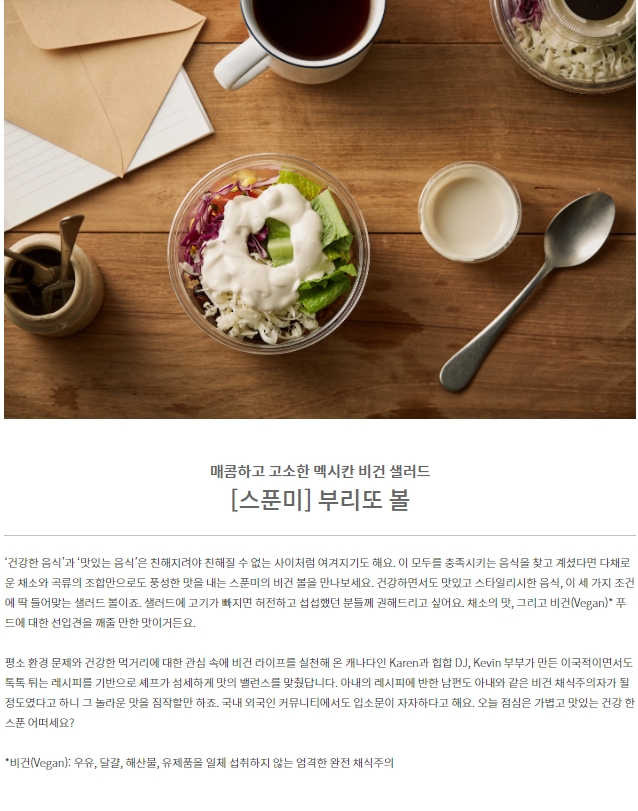 매콤하고 고소한 멕시칸 비건 샐러드
[스푼미] 부리또 볼
‘건강한 음식’과 ‘맛있는 음식’은 친해지려야 친해질 수 없는 사이처럼 여겨지기도 해요. 이 모두를 충족시키는 음식을 찾고 계셨다면 다채로
운 채소와 곡류의 조합만으로도 풍성한 맛을 내는 스푼미의 비건 볼을 만나보세요. 건강하면서도 맛있고 스타일리시한 음식, 이 세 가지 조건
에 딱 들어맞는 샐러드 볼이죠. 샐러드에 고기가 빠지면 허전하고 섭섭했던 분들께 권해드리고 싶어요. 채소의 맛, 그리고 비건(Vegan)* 푸
드에 대한 선입견을 깨줄 만한 맛이거든요.
평소 환경 문제와 건강한 먹거리에 대한 관심 속에 비건 라이프를 실천해 온 캐나다인 Karen과 힙합 DJ, Kevin 부부가 만든 이국적이면서도
톡톡 튀는 레시피를 기반으로 셰프가 섬세하게 맛의 밸런스를 맞췄답니다. 아내의 레시피에 반한 남편도 아내와 같은 비건 채식주의자가 될
정도였다고 하니 그 놀라운 맛을 짐작할만 하죠. 국내 외국인 커뮤니티에서도 입소문이 자자하다고 해요. 오늘 점심은 가볍고 맛있는 건강 한
스푼 어떠세요?
*비건(Vegan): 우유, 달걀, 해산물, 유제품을 일체 섭취하지 않는 엄격한 완전 채식주의